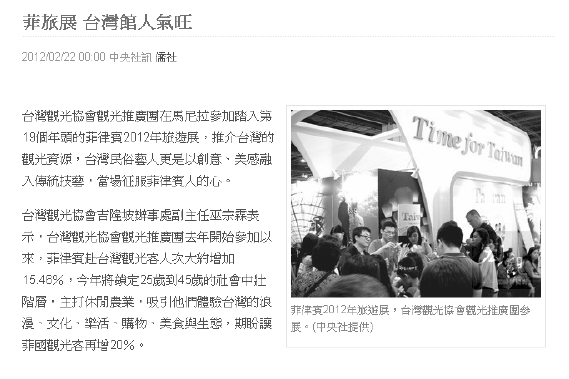 菲旅展 台灣館人氣旺
2012/02/22 00:00 中央社訊 僑社
台灣觀光協會觀光推廣團在馬尼拉參加踏入第
19個年頭的菲律賓2012年旅遊展，推介台灣的
觀光資源，台灣民俗藝人更是以創意、美感融
入傳統技藝，當場征服菲律賓人的心。
台灣觀光協會吉隆坡辦事處副主任巫宗霖表
示，台灣觀光協會觀光推廣團去年開始參加以
來，菲律賓赴台灣觀光客人次大約增加
15.46%，今年將鎖定25歲到45歲的社會中壯
階層，主打休閒農業，吸引他們體驗台灣的浪
漫、文化、樂活、購物、美食與生態，期盼讓
菲國觀光客再增20%。
Time for Taiwan
Taiwan
菲律賓2012年旅遊展，台灣觀光協會觀光推廣團參
展。(中央社提供)